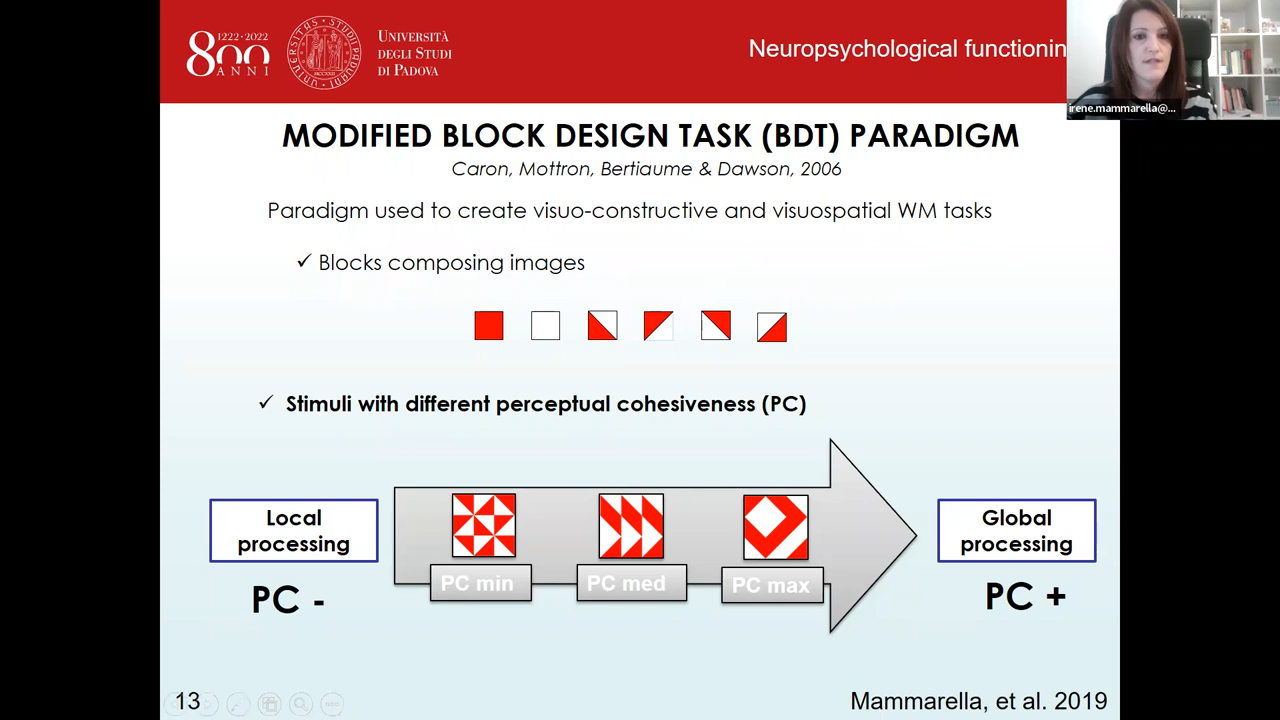 1222·2022
800
ANNI
UNIVERSITÀ
DEGLI STUDI
DI PADOVA
Neuropsychological functionin
irene.mammarella@...
MODIFIED BLOCK DESIGN TASK (BDT) PARADIGM
Caron, Mottron, Bertiaume & Dawson, 2006
Paradigm used to create visuo-constructive and visuospatial WM tasks
✓ Blocks composing images
✓ Stimuli with different perceptual cohesiveness (PC)
Local
processing
PC -
PC min
PC med
PC max
Global
processing
PC +
13
Mammarella, et al. 2019